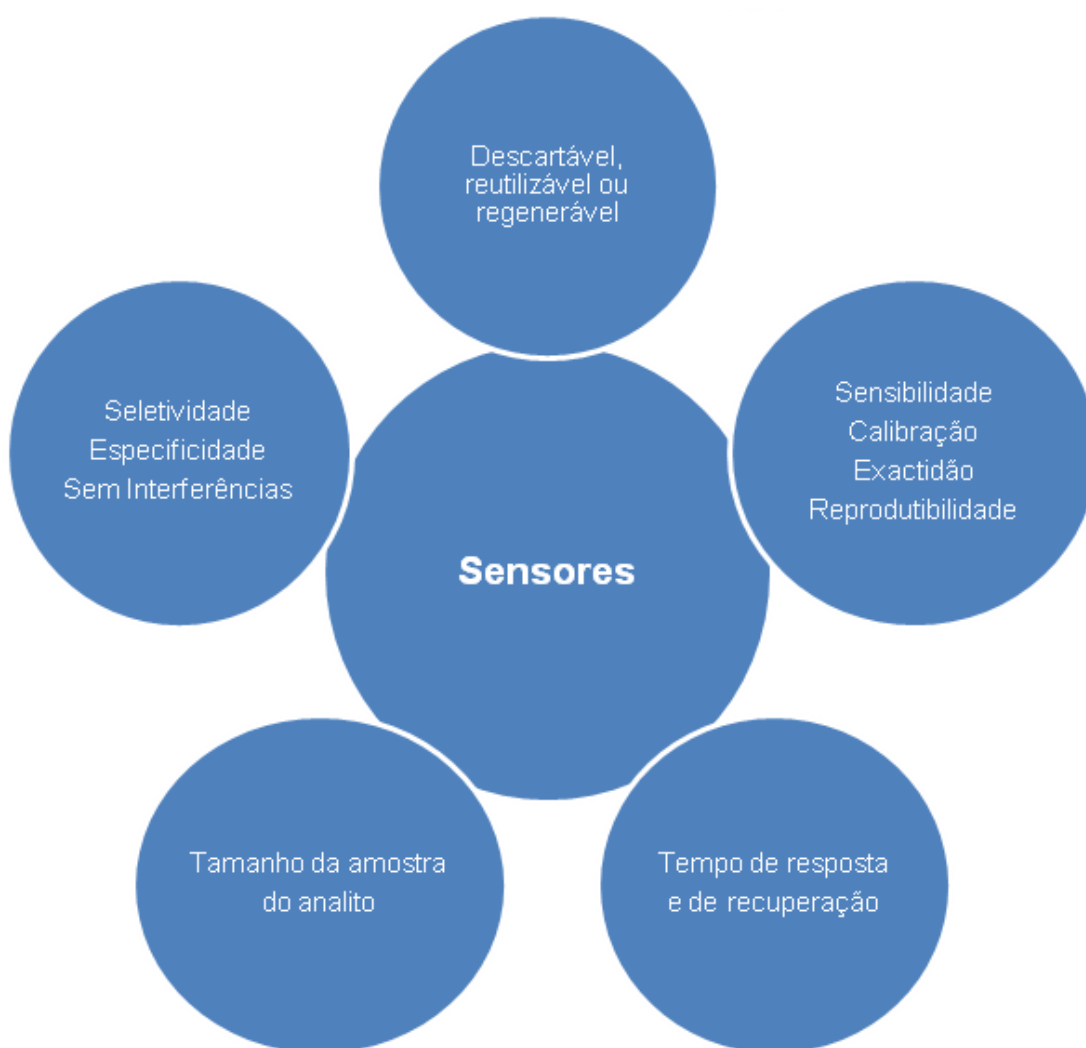 Descartável,
reutilizável ou
regenerável
Seletividade
Especificidade
Sem Interferências
Sensibilidade
Calibração
Exactidão
Reprodutibilidade
Sensores
Tamanho da amostra
do analito
Tempo de resposta
e de recuperação